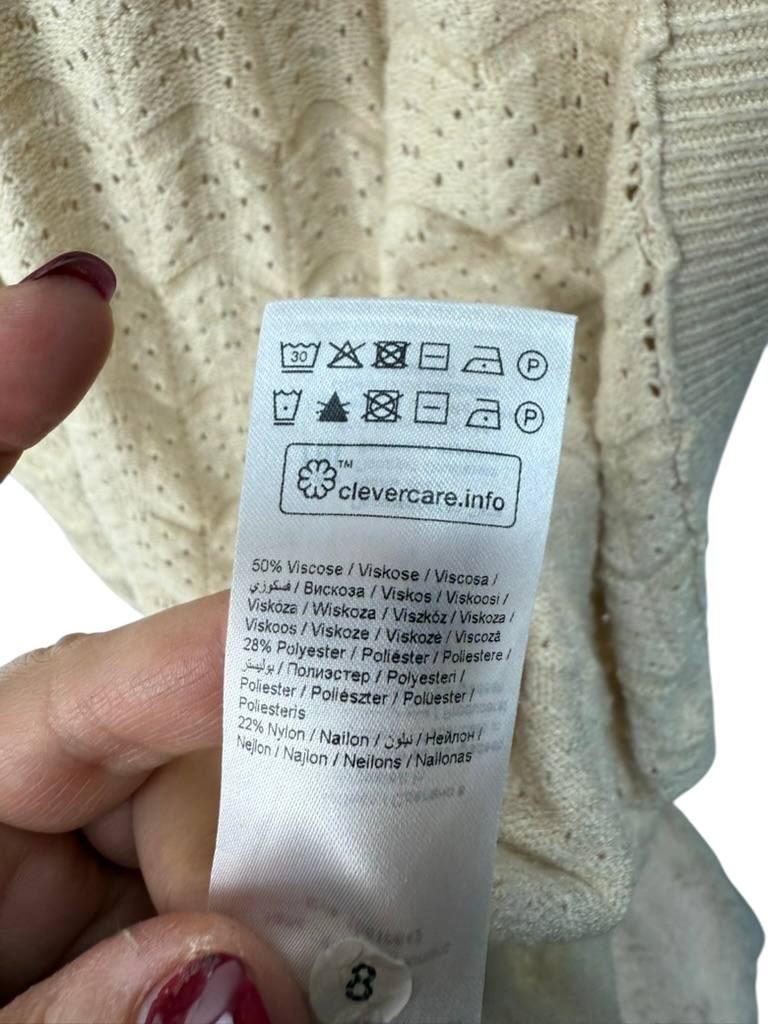 30 P
P
™
clevercare.info
50% Viscose / Viskose / Viscosa /
فسكوزي / Вискоза / Viskos / Viskoosi /
Viskóza / Wiskoza / Viszkóz / Viskoza /
Viskoos / Viskoze / Viskozė / Viscoză
28% Polyester / Poliéster / Poliestere /
بوليستر / Полиэстер / Polyesteri /
Poliester / Poliészter / Polüester /
Poliesteris
22% Nylon / Nailon / نيلون / Нейлон /
Nejlon / Najlon / Neilons / Nailonas
8